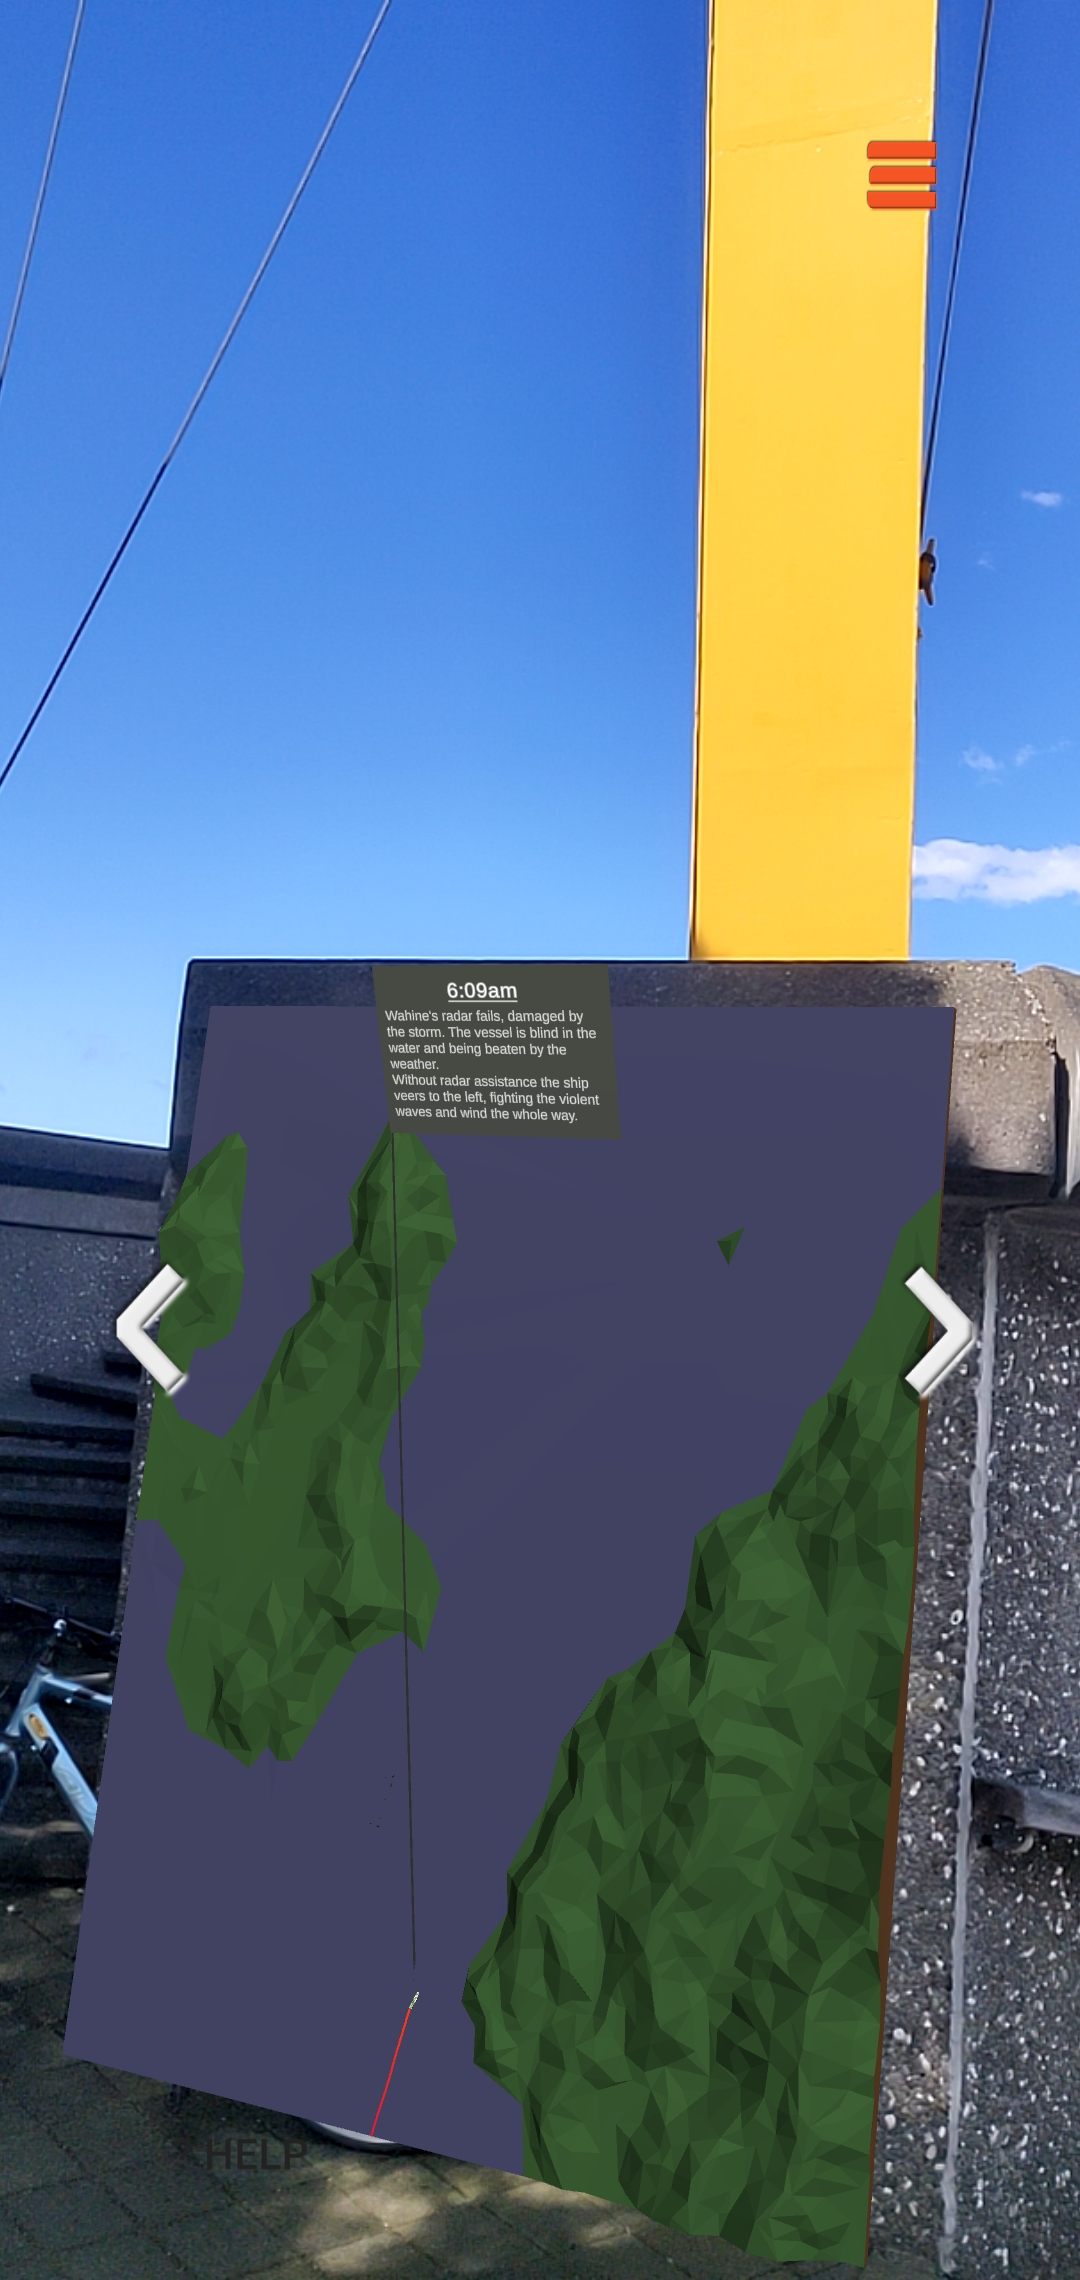 6:09am
Wahine's radar fails, damaged by
the storm. The vessel is blind in the
water and being beaten by the
weather.
Without radar assistance the ship
veers to the left, fighting the violent
waves and wind the whole way.
HELP